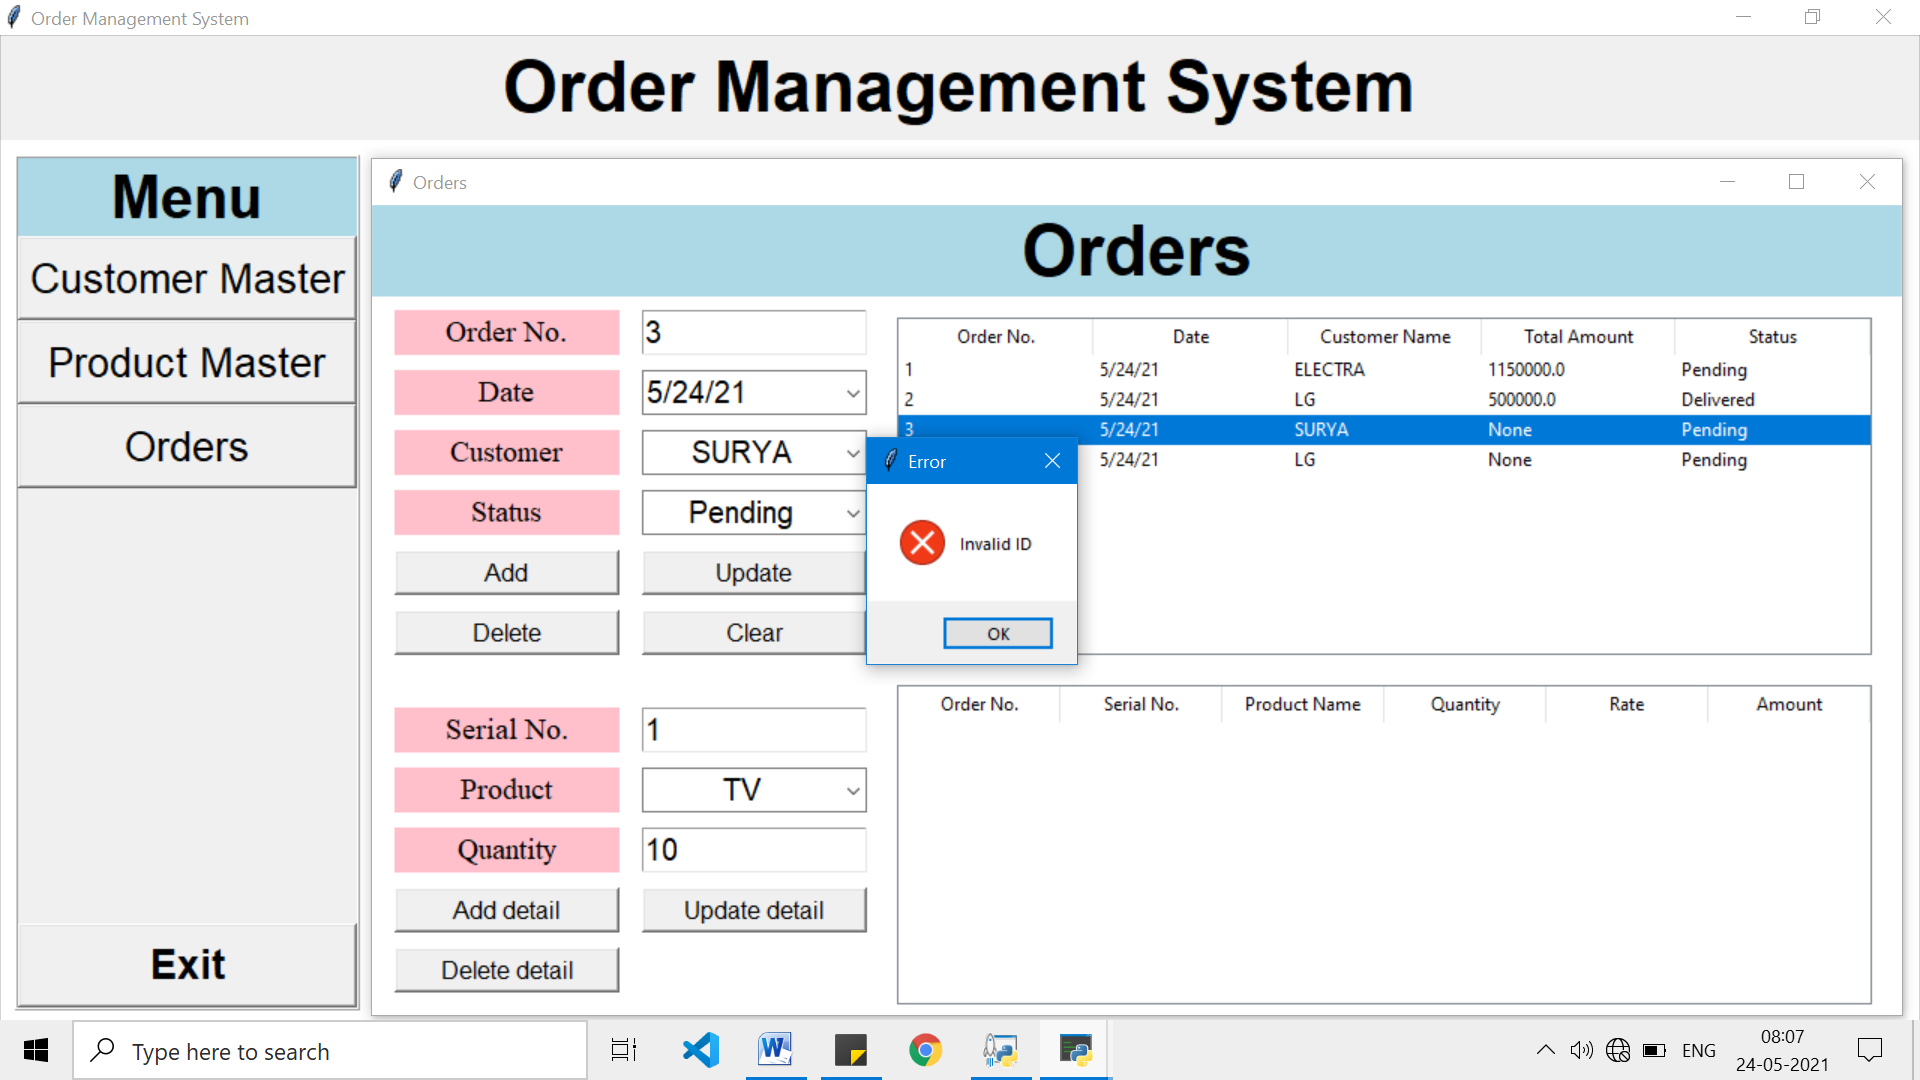 Order Management System
Order Management System
Menu
Customer Master
Product Master
Orders
Exit
Orders
Orders
Order No. 3
Date 5/24/21
Customer SURYA
Status Pending
Add Update
Delete Clear
Serial No. 1
Product TV
Quantity 10
Add detail Update detail
Delete detail
Order No. Date Customer Name Total Amount Status
1 5/24/21 ELECTRA 1150000.0 Pending
2 5/24/21 LG 500000.0 Delivered
3 5/24/21 SURYA None Pending
5/24/21 LG None Pending
Error
Invalid ID
OK
Order No. Serial No. Product Name Quantity Rate Amount
Type here to search
W
ENG
08:07
24-05-2021